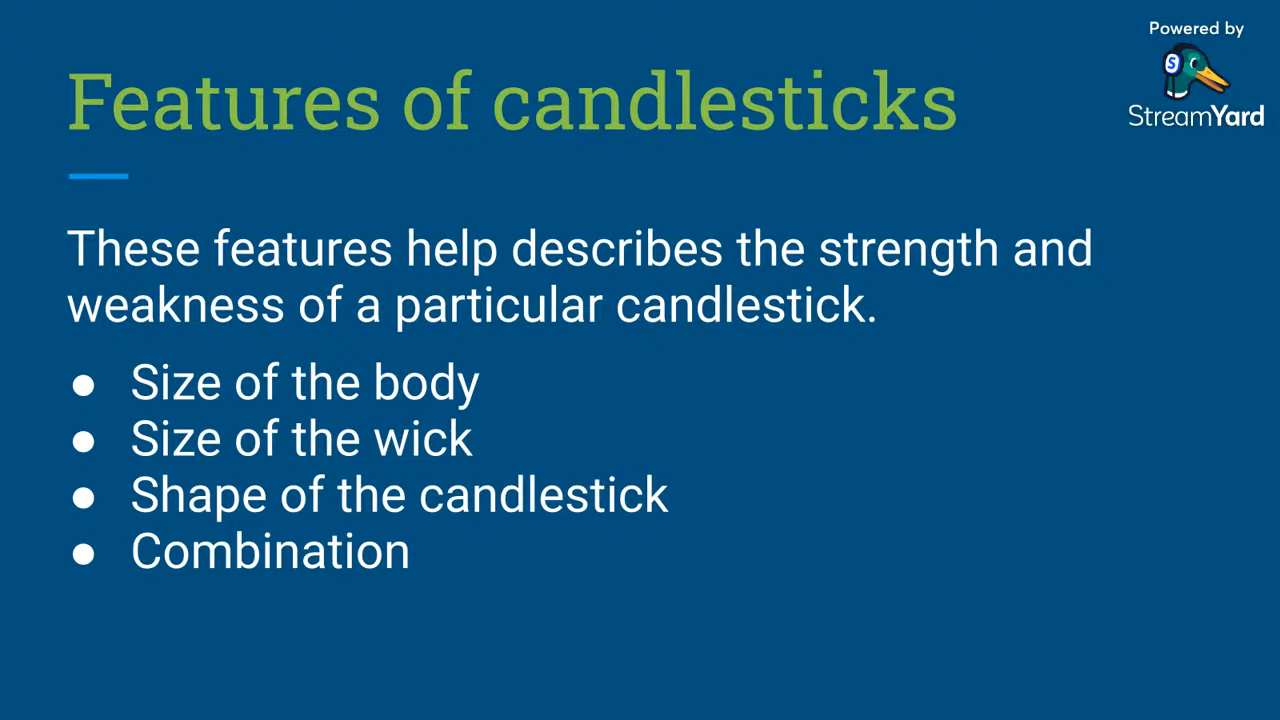 Powered by
StreamYard
Features of candlesticks
These features help describes the strength and
weakness of a particular candlestick.
● Size of the body
● Size of the wick
● Shape of the candlestick
● Combination